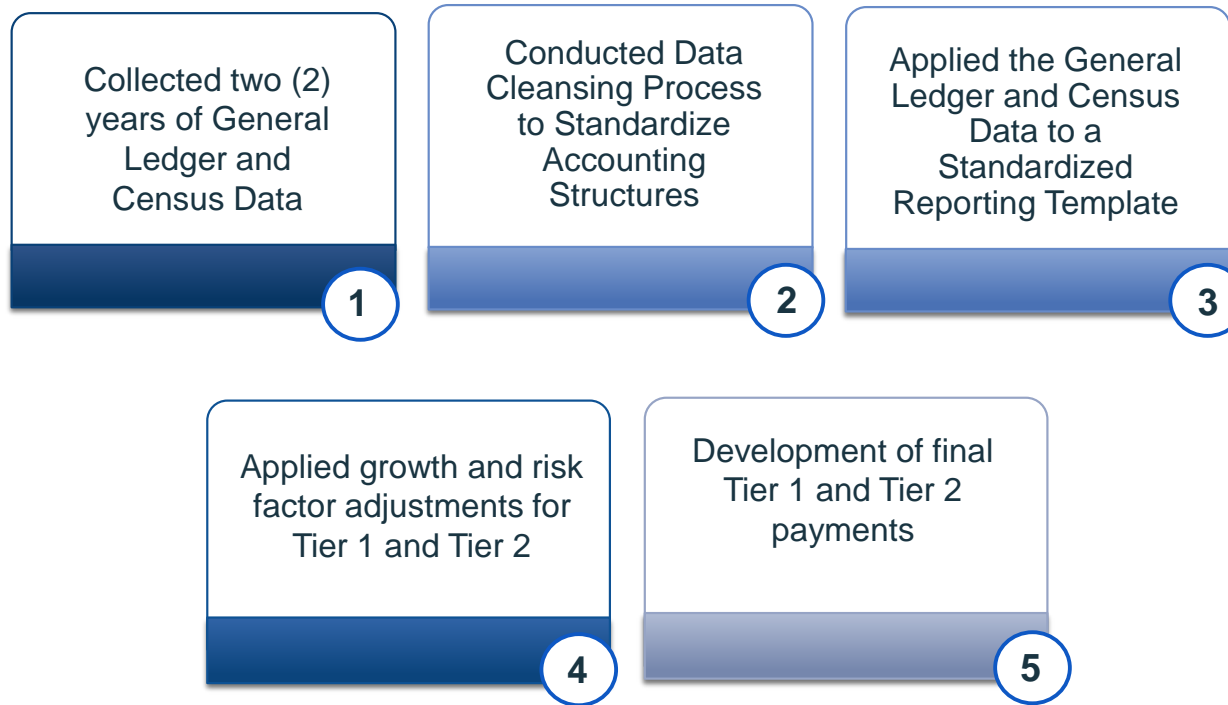 Collected two (2)
years of General
Ledger and
Census Data
1
Conducted Data
Cleansing Process
to Standardize
Accounting
Structures
2
Applied the General
Ledger and Census
Data to a
Standardized
Reporting Template
3
Applied growth and risk
factor adjustments for
Tier 1 and Tier 2
4
Development of final
Tier 1 and Tier 2
payments
5